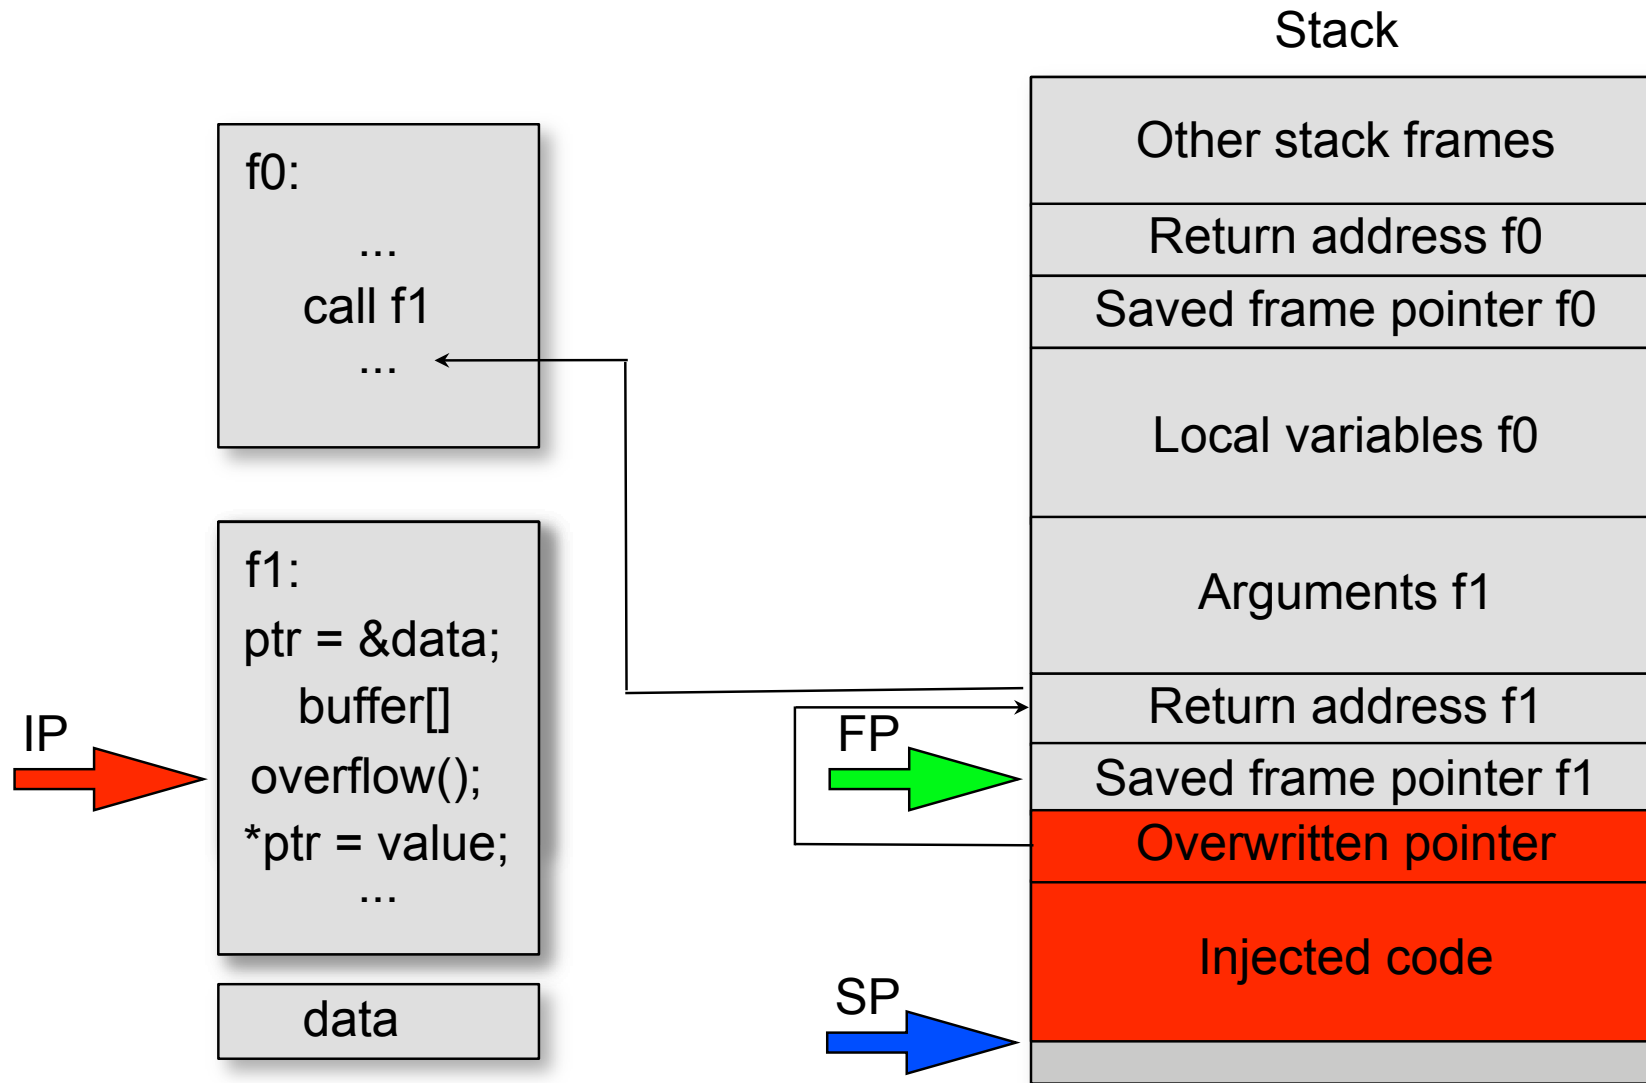 Stack
Other stack frames
Return address f0
Saved frame pointer f0
Local variables f0
Arguments f1
Return address f1
Saved frame pointer f1
Overwritten pointer
Injected code
f0:
...
call f1
...
f1:
ptr = &data;
buffer[]
overflow();
*ptr = value;
...
data
IP
FP
SP